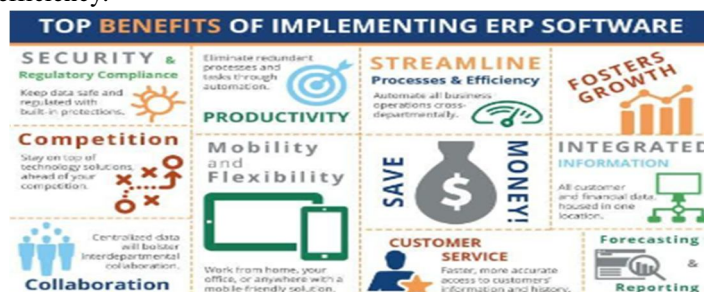 efficiency.
TOP BENEFITS OF IMPLEMENTING ERP SOFTWARE
SECURITY &
Regulatory Compliance
Keep data safe and
regulated with
built-in protections.
Eliminate redundant
processes and
tasks through
automation.
PRODUCTIVITY
STREAMLINE
Processes & Efficiency
Automate all business
operations cross-
departmentally.
FOSTERS
GROWTH
Competition
Stay on top of
technology solutions,
ahead of your
competition.
Mobility
and
Flexibility
Work from home, your
office, or anywhere with a
mobile friendly solution.
SAVE
$
MONEY!
INTEGRATED
INFORMATION
All customer
and financial data,
housed in one
location.
Centralized data
will bolster
interdepartmental
collaboration.
Collaboration
CUSTOMER
SERVICE
Faster, more accurate
access to customers'
information and history.
Forecasting
&
Reporting